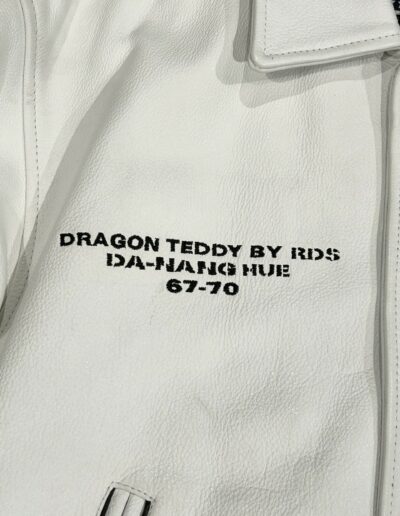 DRAGON TEDDY BY RDS
DA-NANG HUE
67-70